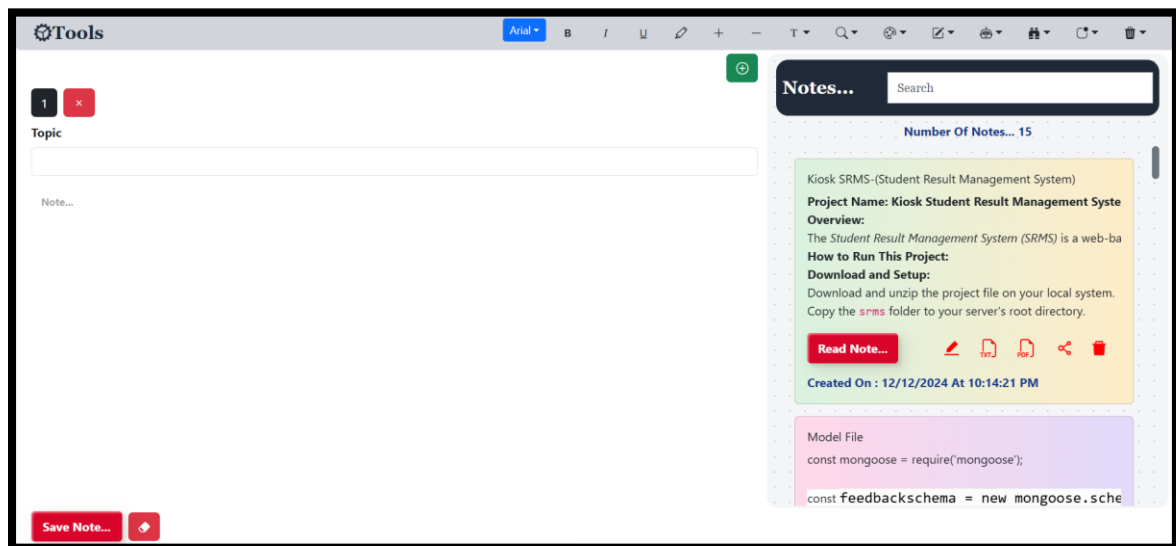 Tools
Arial B I U + − T
1 ×
Topic
Note...
Save Note...
Notes... Search
Number Of Notes... 15
Kiosk SRMS-(Student Result Management System)
Project Name: Kiosk Student Result Management Syste
Overview:
The Student Result Management System (SRMS) is a web-ba
How to Run This Project:
Download and Setup:
Download and unzip the project file on your local system.
Copy the srms folder to your server's root directory.
Read Note... TXT PDF
Created On : 12/12/2024 At 10:14:21 PM
Model File
const mongoose = require('mongoose');
const feedbackschema = new mongoose.sche